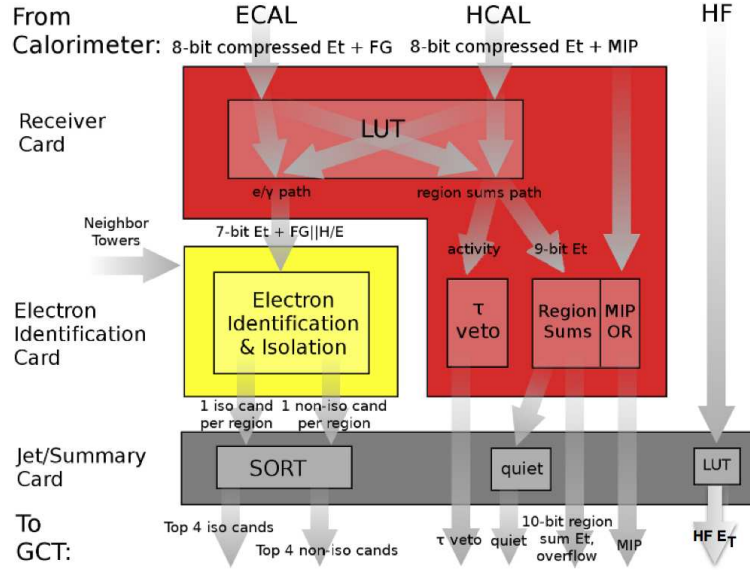 From
Calorimeter:
ECAL
HCAL
HF
8-bit compressed Et + FG
8-bit compressed Et + MIP
Receiver
Card
LUT
e/γ path
region sums path
Neighbor
Towers
7-bit Et + FG||H/E
activity
9-bit Et
Electron
Identification
Card
Electron
Identification
& Isolation
τ
veto
Region
Sums
MIP
OR
1 iso cand
per region
1 non-iso cand
per region
Jet/Summary
Card
SORT
quiet
LUT
To
GCT:
Top 4 iso cands
Top 4 non-iso cands
τ veto
quiet
10-bit region
sum Et,
overflow
MIP
HF ET